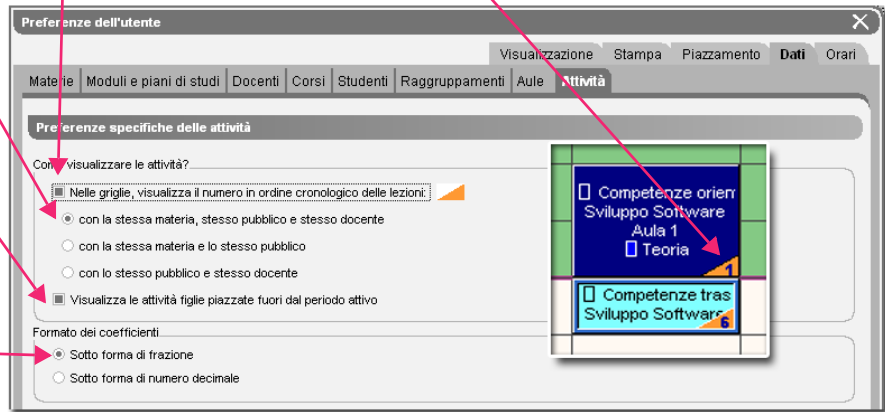 Preferenze dell'utente
Visualizzazione Stampa Piazzamento Dati Orari
Materie Moduli e piani di studi Docenti Corsi Studenti Raggruppamenti Aule Attività
Preferenze specifiche delle attività
Come visualizzare le attività?
Nelle griglie, visualizza il numero in ordine cronologico delle lezioni:
con la stessa materia, stesso pubblico e stesso docente
con la stessa materia e lo stesso pubblico
con lo stesso pubblico e stesso docente
Visualizza le attività figlie piazzate fuori dal periodo attivo
Formato dei coefficienti
Sotto forma di frazione
Sotto forma di numero decimale
Competenze orien
Sviluppo Software
Aula 1
Teoria
1
Competenze tras
Sviluppo Software
6